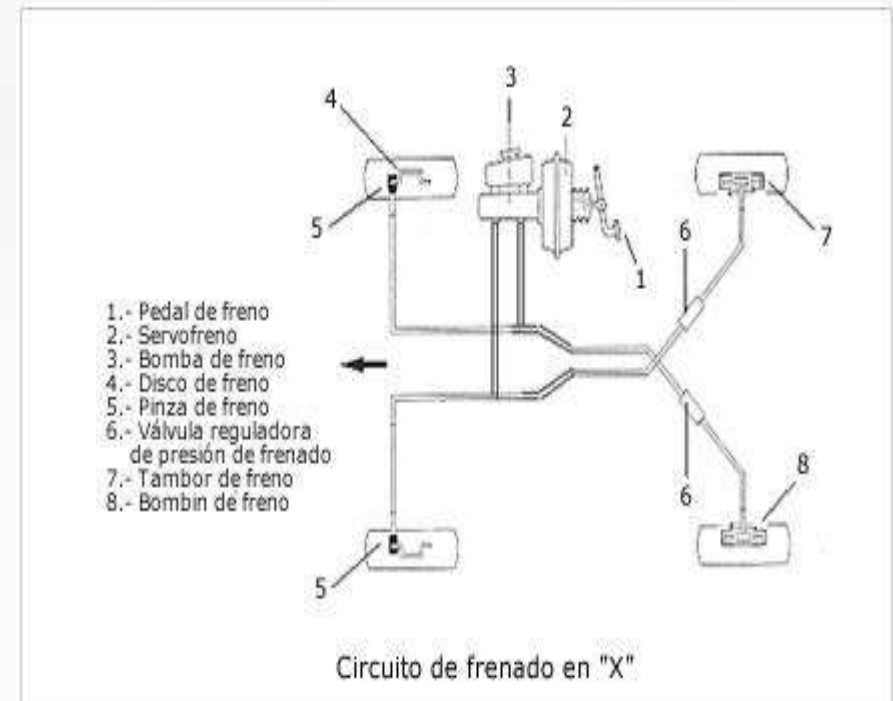 3
4
2
5
6
7
1
1.- Pedal de freno
2.- Servofreno
3.- Bomba de freno
4.- Disco de freno
5.- Pinza de freno
6.- Válvula reguladora
de presión de frenado
7.- Tambor de freno
8.- Bombin de freno
6
8
5
Circuito de frenado en "X"